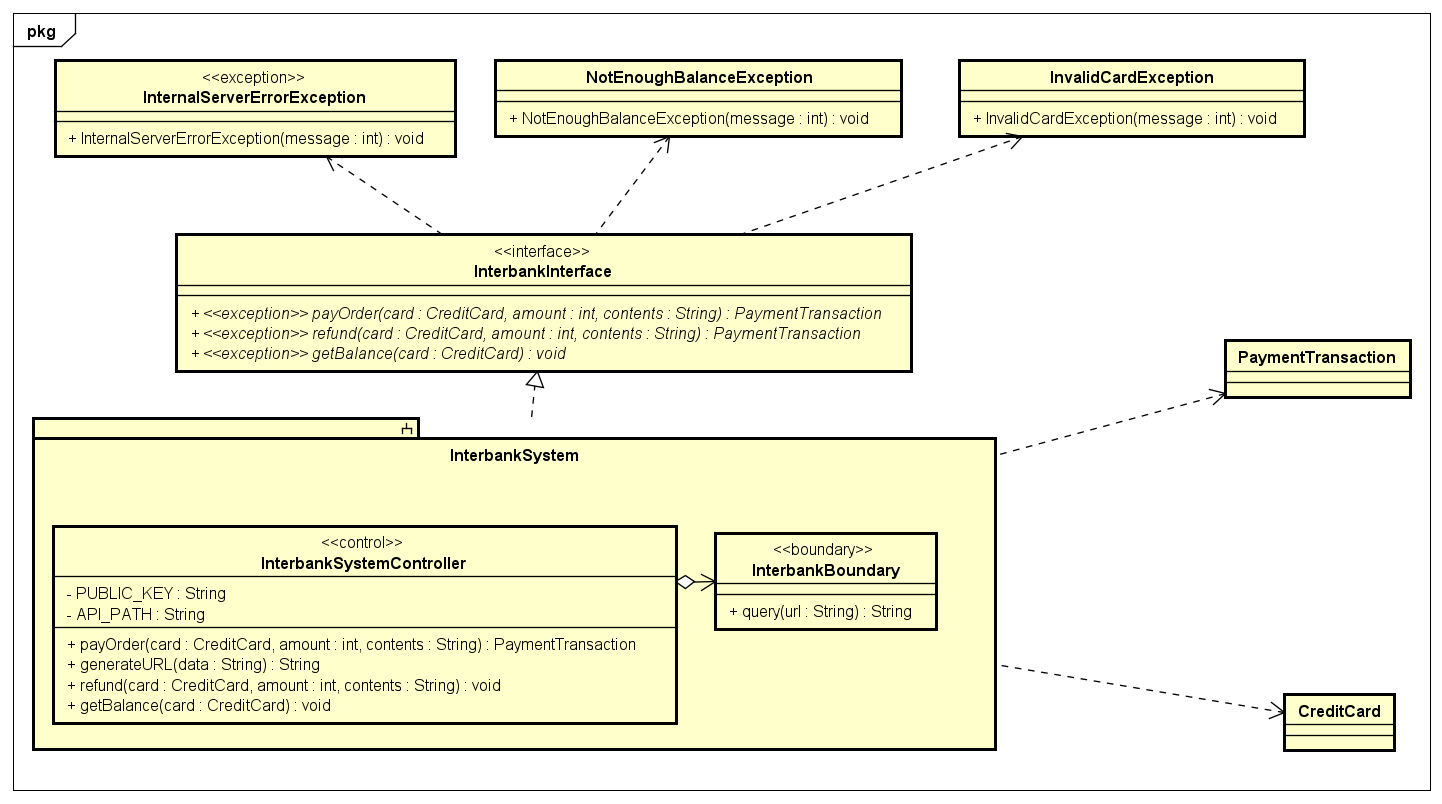 pkg
<<exception>>
InternalServerErrorException
+ InternalServerErrorException(message : int) : void
NotEnoughBalanceException
+ NotEnoughBalanceException(message : int) : void
InvalidCardException
+ InvalidCardException(message : int) : void
<<interface>>
InterbankInterface
+ <<exception>> payOrder(card : CreditCard, amount : int, contents : String) : PaymentTransaction
+ <<exception>> refund(card : CreditCard, amount : int, contents : String) : PaymentTransaction
+ <<exception>> getBalance(card : CreditCard) : void
PaymentTransaction
InterbankSystem
<<control>>
InterbankSystemController
- PUBLIC_KEY : String
- API_PATH : String
+ payOrder(card : CreditCard, amount : int, contents : String) : PaymentTransaction
+ generateURL(data : String) : String
+ refund(card : CreditCard, amount : int, contents : String) : void
+ getBalance(card : CreditCard) : void
<<boundary>>
InterbankBoundary
+ query(url : String) : String
CreditCard